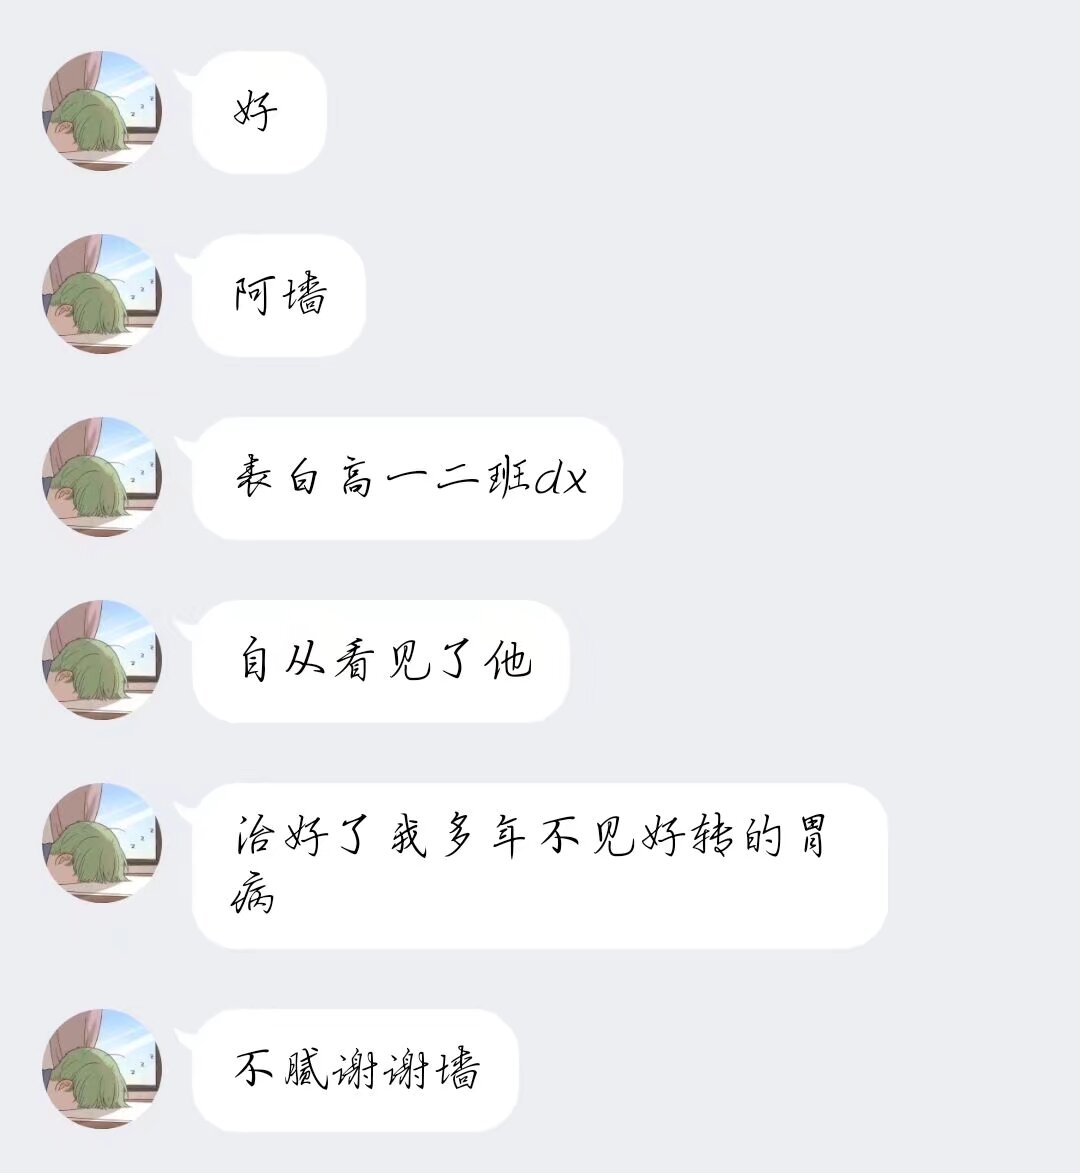 好
阿墙
表白高一二班dx
自从看见了他
治好了我多年不见好转的胃
病
不腻谢谢墙